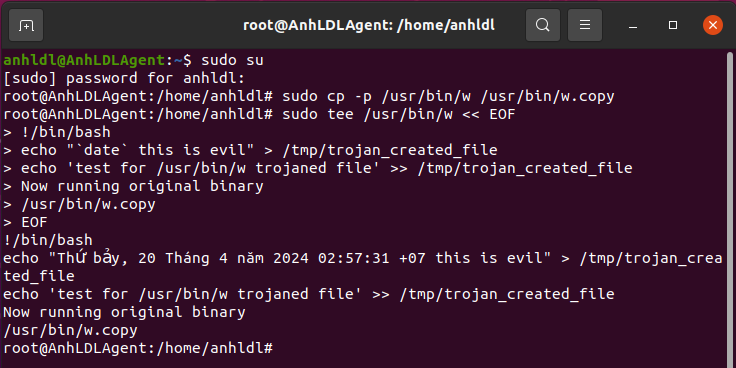 root@AnhLDLAgent: /home/anhldl
anhldl@AnhLDLAgent:~$ sudo su
[sudo] password for anhldl:
root@AnhLDLAgent:/home/anhldl# sudo cp -p /usr/bin/w /usr/bin/w.copy
root@AnhLDLAgent:/home/anhldl# sudo tee /usr/bin/w << EOF
> !/bin/bash
> echo "`date` this is evil" > /tmp/trojan_created_file
> echo 'test for /usr/bin/w trojaned file' >> /tmp/trojan_created_file
> Now running original binary
> /usr/bin/w.copy
> EOF
!/bin/bash
echo "Thứ bảy, 20 Tháng 4 năm 2024 02:57:31 +07 this is evil" > /tmp/trojan_crea
ted_file
echo 'test for /usr/bin/w trojaned file' >> /tmp/trojan_created_file
Now running original binary
/usr/bin/w.copy
root@AnhLDLAgent:/home/anhldl#